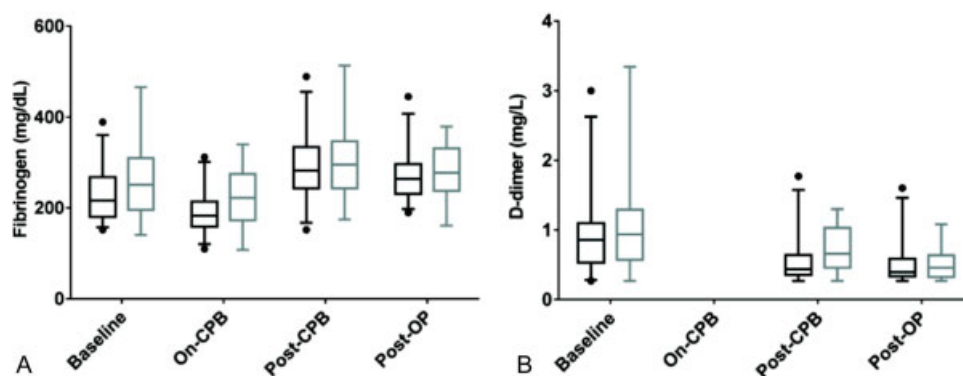 Fibrinogen (mg/dL)
600
400
200
0
Baseline
On-CPB
Post-CPB
Post-OP
A
D-dimer (mg/L)
4
3
2
1
0
Baseline
On-CPB
Post-CPB
Post-OP
B